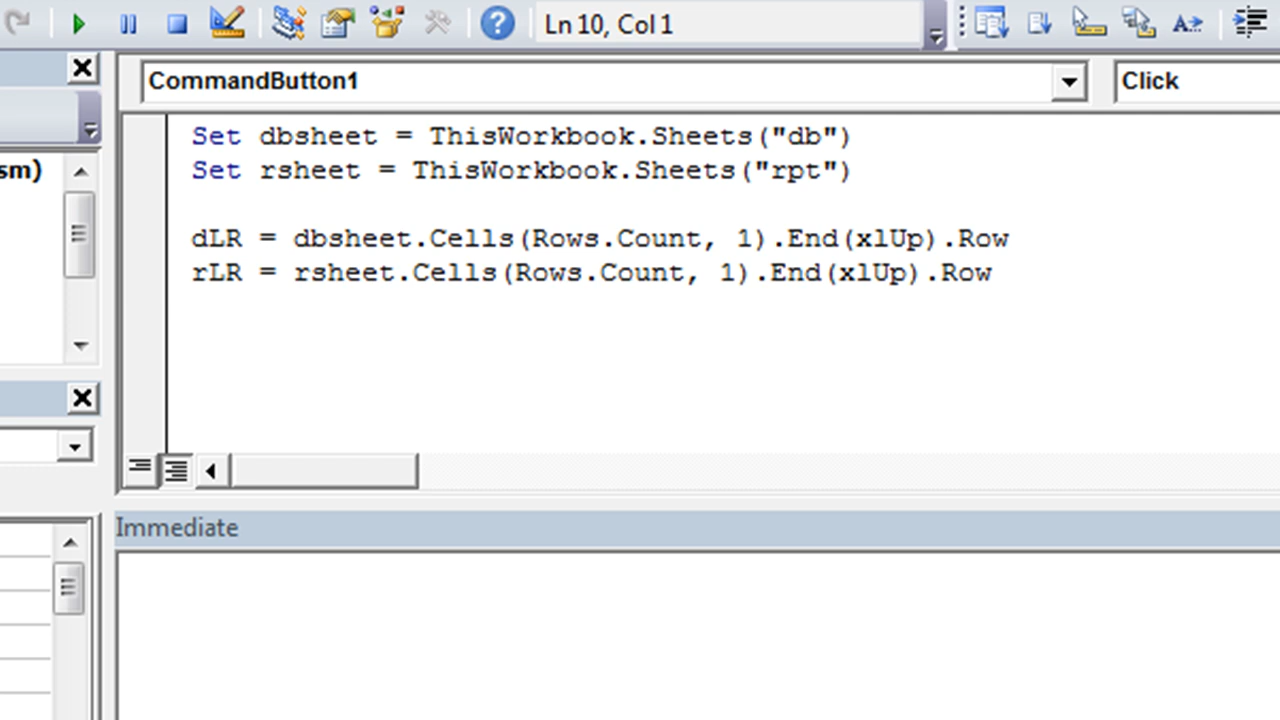 Ln 10, Col 1
A
CommandButton1
Click
sm)
Set dbsheet = ThisWorkbook.Sheets("db")
Set rsheet = ThisWorkbook.Sheets("rpt")
dLR = dbsheet.Cells(Rows.Count, 1).End(xlUp).Row
rLR = rsheet.Cells(Rows.Count, 1).End(xlUp).Row
Immediate